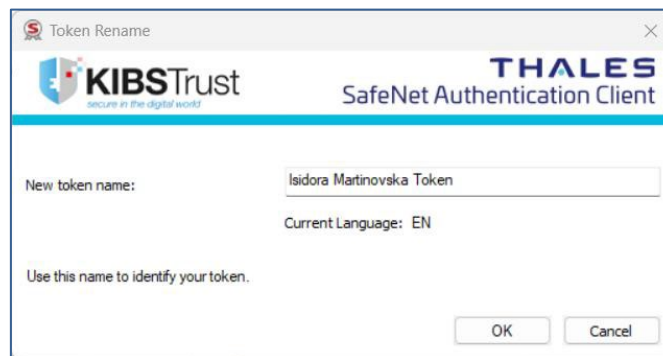 Token Rename
KIBSTrust
secure in the digital world
THALES
SafeNet Authentication Client
New token name:
Isidora Martinovska Token
Current Language: EN
Use this name to identify your token.
OK
Cancel